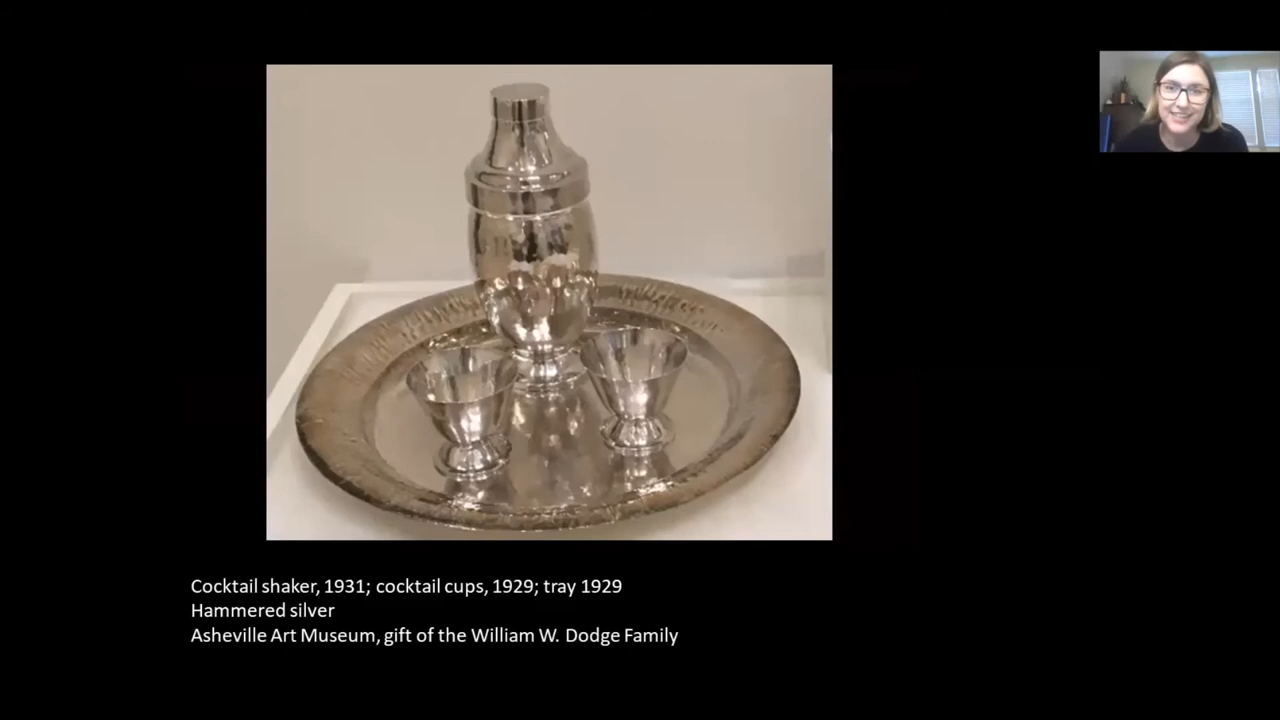 Cocktail shaker, 1931; cocktail cups, 1929; tray 1929
Hammered silver
Asheville Art Museum, gift of the William W. Dodge Family